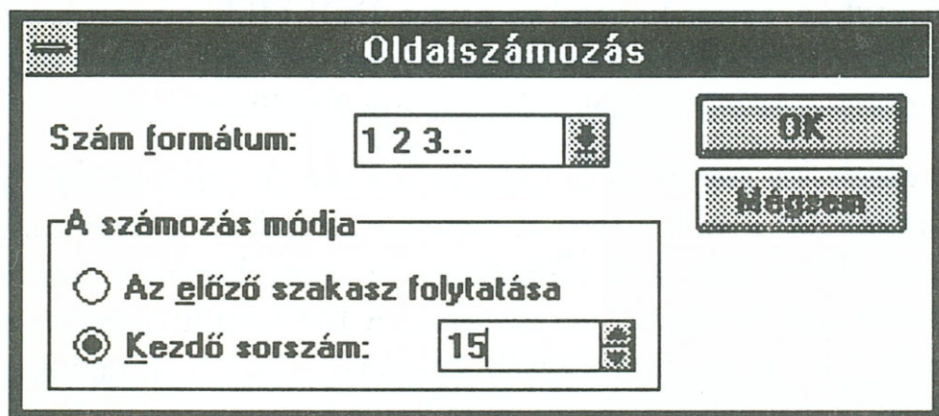 Oldalszámozás
Szám formátum: 1 2 3...
OK
Mégsem
A számozás módja
Az előző szakasz folytatása
Kezdő sorszám: 15